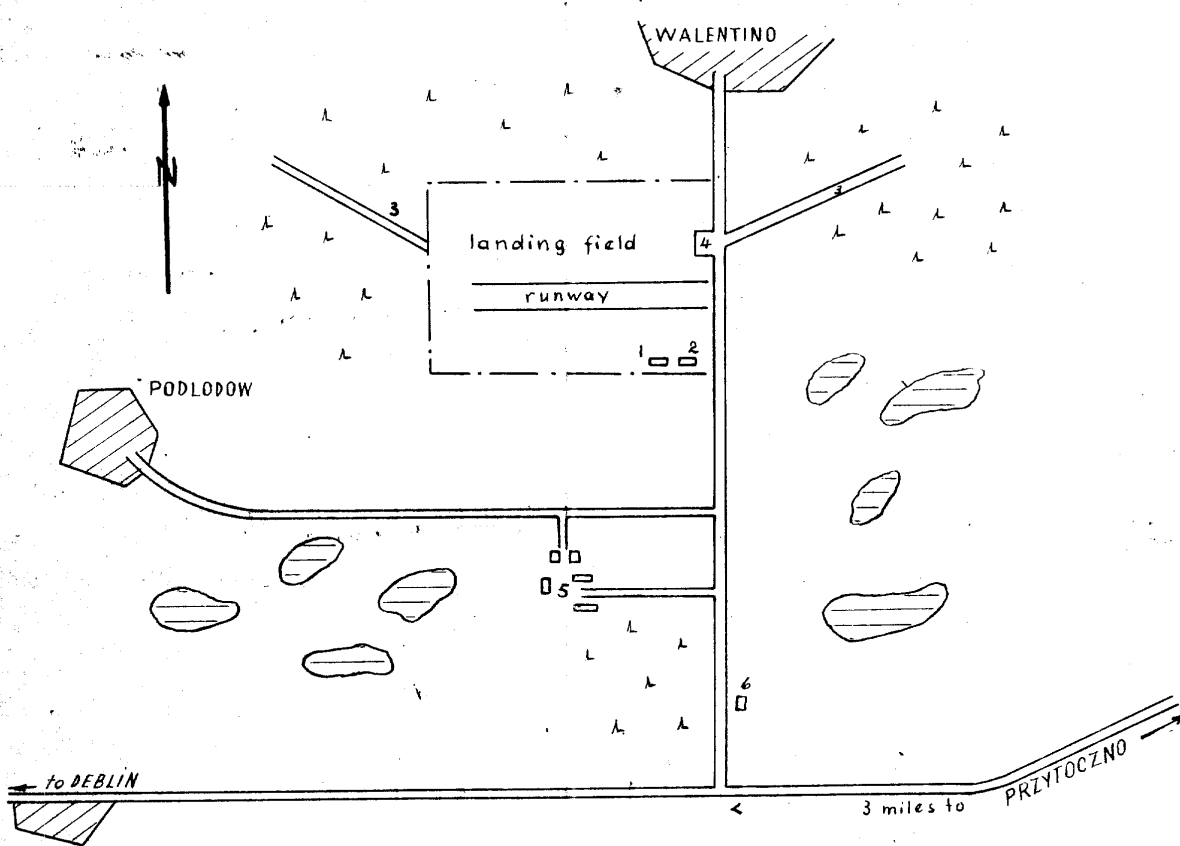 WALENTINO
N
3
3
landing field
4
runway
1
2
PODLODOW
5
6
to DEBLIN
3 miles to
PRZYTOCZNO